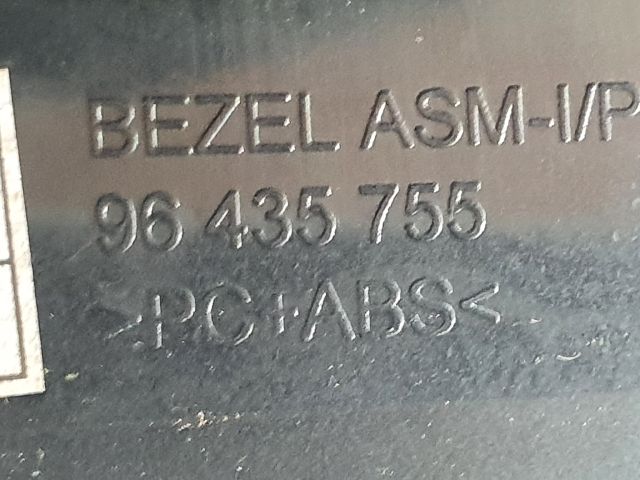 BEZEL ASM-I/P
96 435 755
>PC+ABS<